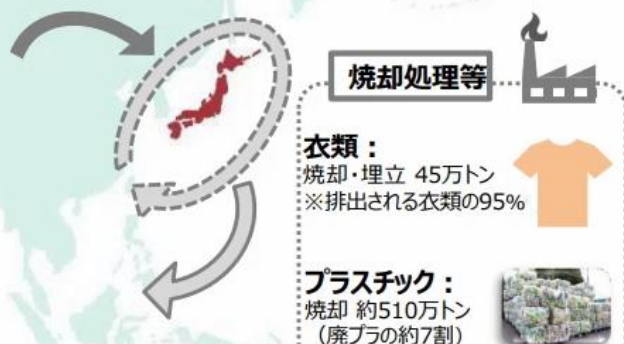 焼却処理等
衣類：
焼却・埋立 45万トン
※排出される衣類の95%
プラスチック：
焼却 約510万トン
（廃プラの約7割）